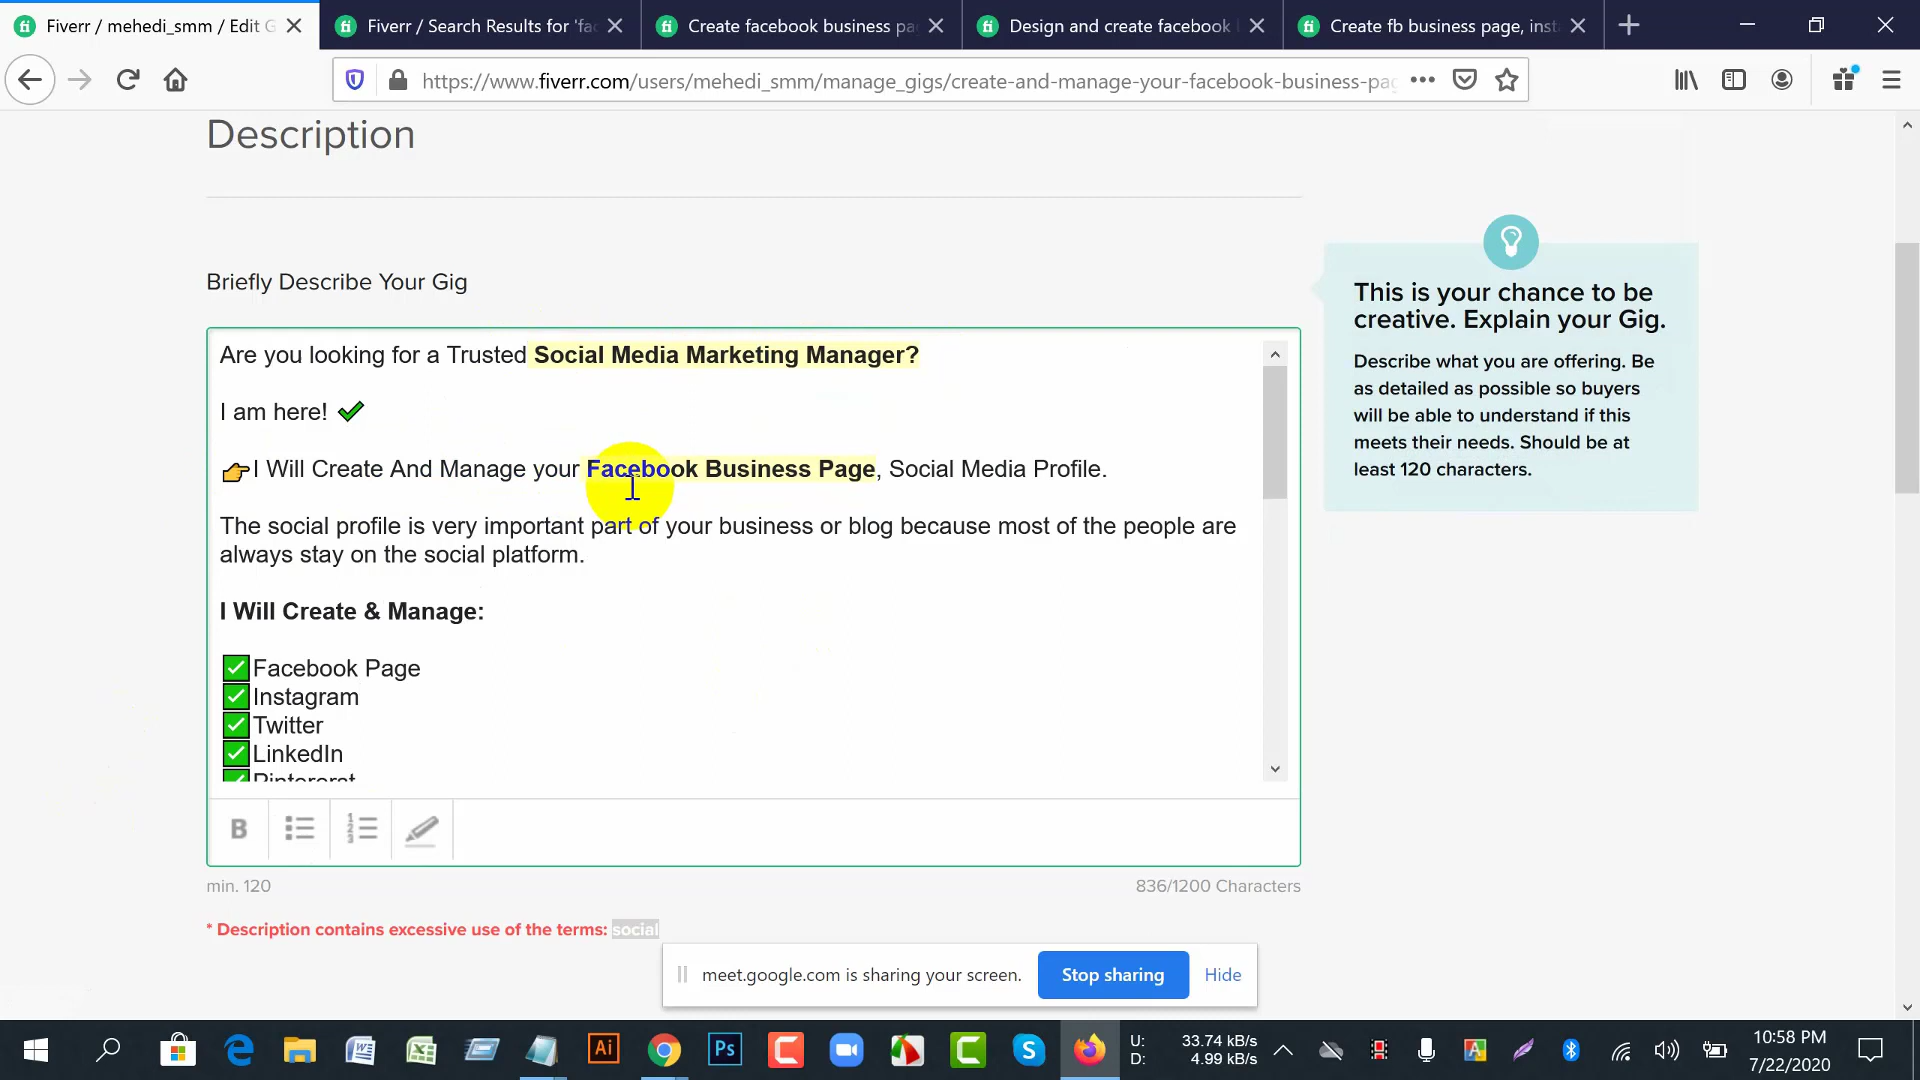 Fiverr / mehedi_smm / Edit G
Fiverr / Search Results for 'fac
Create facebook business pa
Design and create facebook
Create fb business page, inst
https://www.fiverr.com/users/mehedi_smm/manage_gigs/create-and-manage-your-facebook-business-pag
Description
Briefly Describe Your Gig
Are you looking for a Trusted Social Media Marketing Manager?
I am here!
I Will Create And Manage your Facebook Business Page, Social Media Profile.
The social profile is very important part of your business or blog because most of the people are
always stay on the social platform.
I Will Create & Manage:
Facebook Page
Instagram
Twitter
LinkedIn
B
min. 120
836/1200 Characters
* Description contains excessive use of the terms: social
This is your chance to be
creative. Explain your Gig.
Describe what you are offering. Be
as detailed as possible so buyers
will be able to understand if this
meets their needs. Should be at
least 120 characters.
meet.google.com is sharing your screen.
Stop sharing
Hide
U: 33.74 kB/s
D: 4.99 kB/s
10:58 PM
7/22/2020